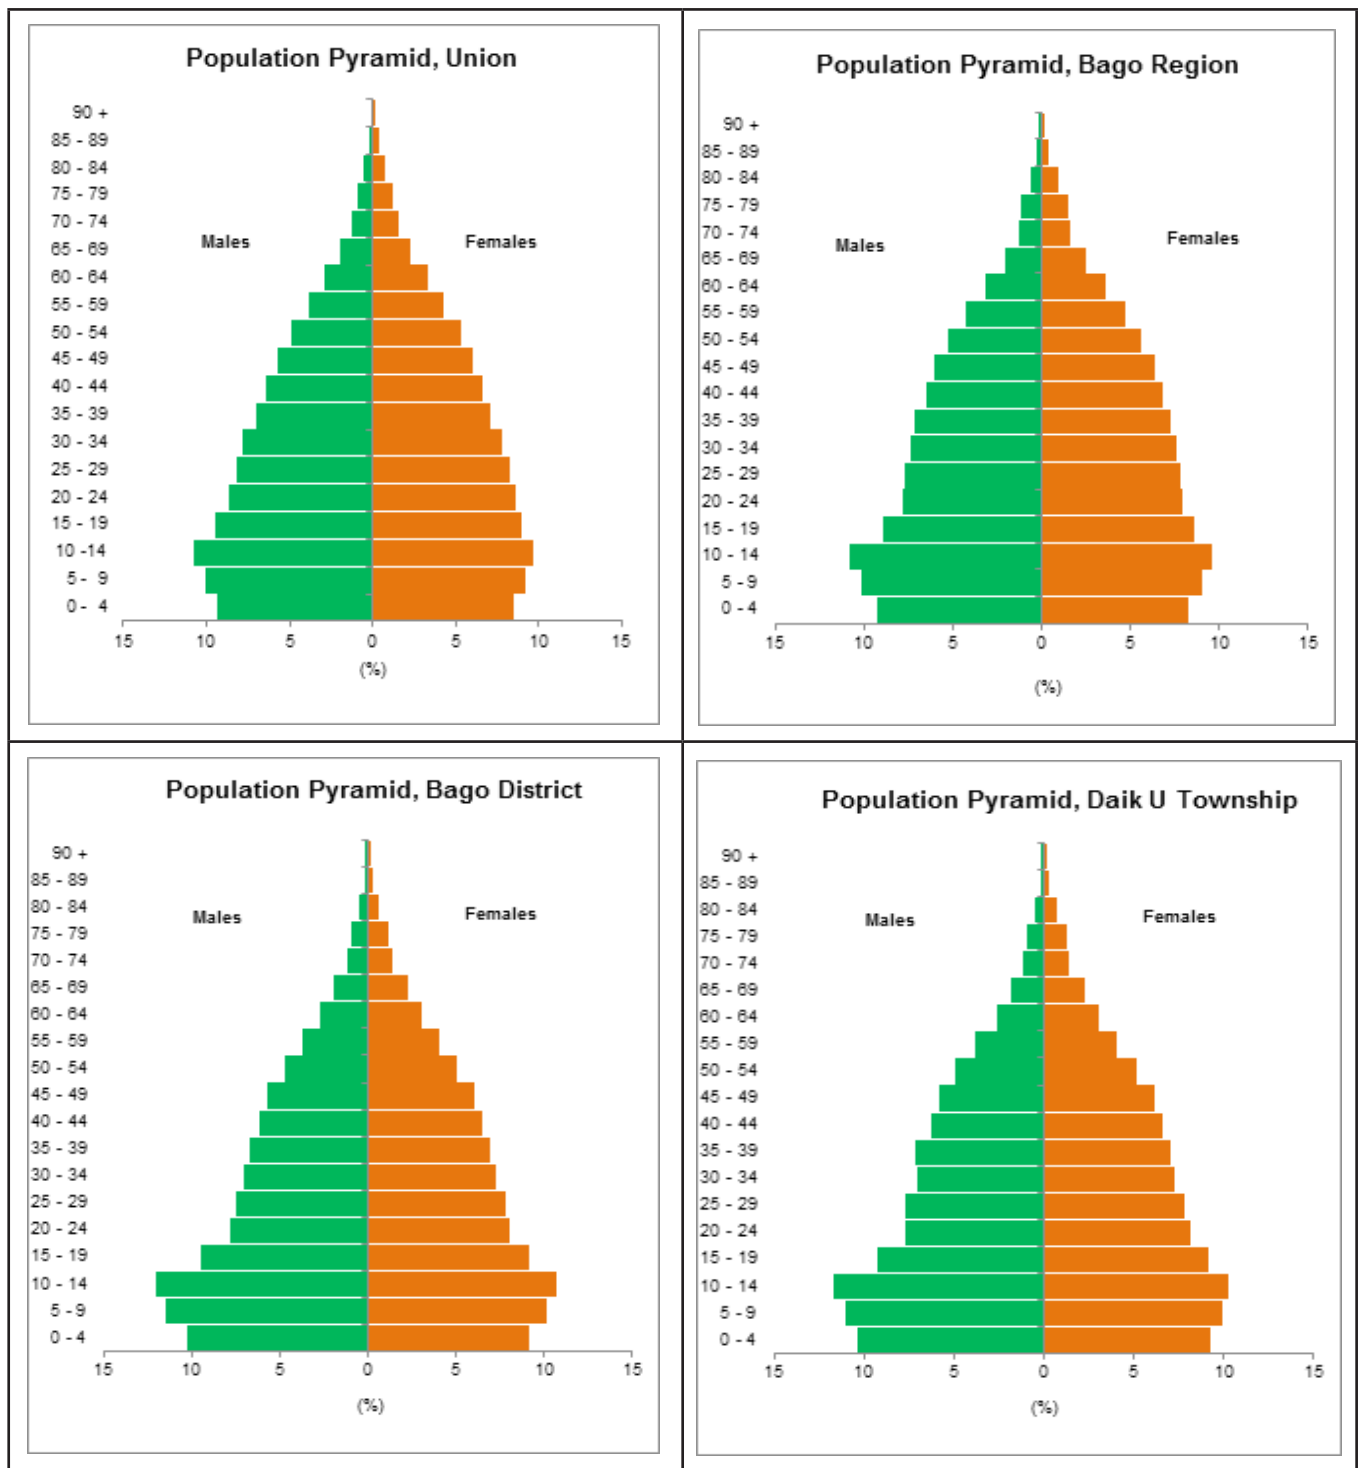 Population Pyramid, Union
90 +
85 - 89
80 - 84
75 - 79
70 - 74
65 - 69
60 - 64
55 - 59
50 - 54
45 - 49
40 - 44
35 - 39
30 - 34
25 - 29
20 - 24
15 - 19
10 -14
5 - 9
0 - 4
Males
Females
15 10 5 0 5 10 15
(%)
Population Pyramid, Bago Region
90 +
85 - 89
80 - 84
75 - 79
70 - 74
65 - 69
60 - 64
55 - 59
50 - 54
45 - 49
40 - 44
35 - 39
30 - 34
25 - 29
20 - 24
15 - 19
10 - 14
5 - 9
0 - 4
Males
Females
15 10 5 0 5 10 15
(%)
Population Pyramid, Bago District
90 +
85 - 89
80 - 84
75 - 79
70 - 74
65 - 69
60 - 64
55 - 59
50 - 54
45 - 49
40 - 44
35 - 39
30 - 34
25 - 29
20 - 24
15 - 19
10 - 14
5 - 9
0 - 4
Males
Females
15 10 5 0 5 10 15
(%)
Population Pyramid, Daik U Township
90 +
85 - 89
80 - 84
75 - 79
70 - 74
65 - 69
60 - 64
55 - 59
50 - 54
45 - 49
40 - 44
35 - 39
30 - 34
25 - 29
20 - 24
15 - 19
10 - 14
5 - 9
0 - 4
Males
Females
15 10 5 0 5 10 15
(%)